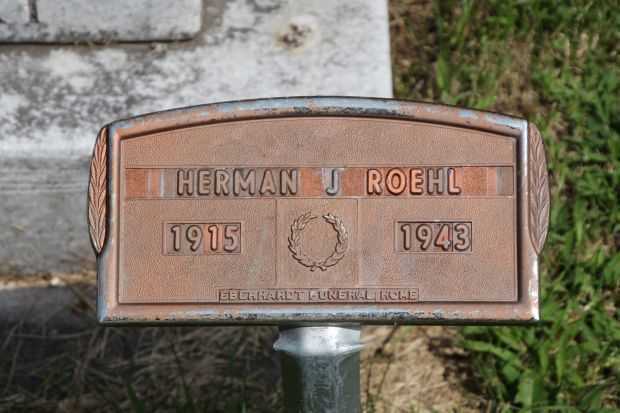 HERMAN J ROEHL
1915 1943
EBERHARDT FUNERAL HOME